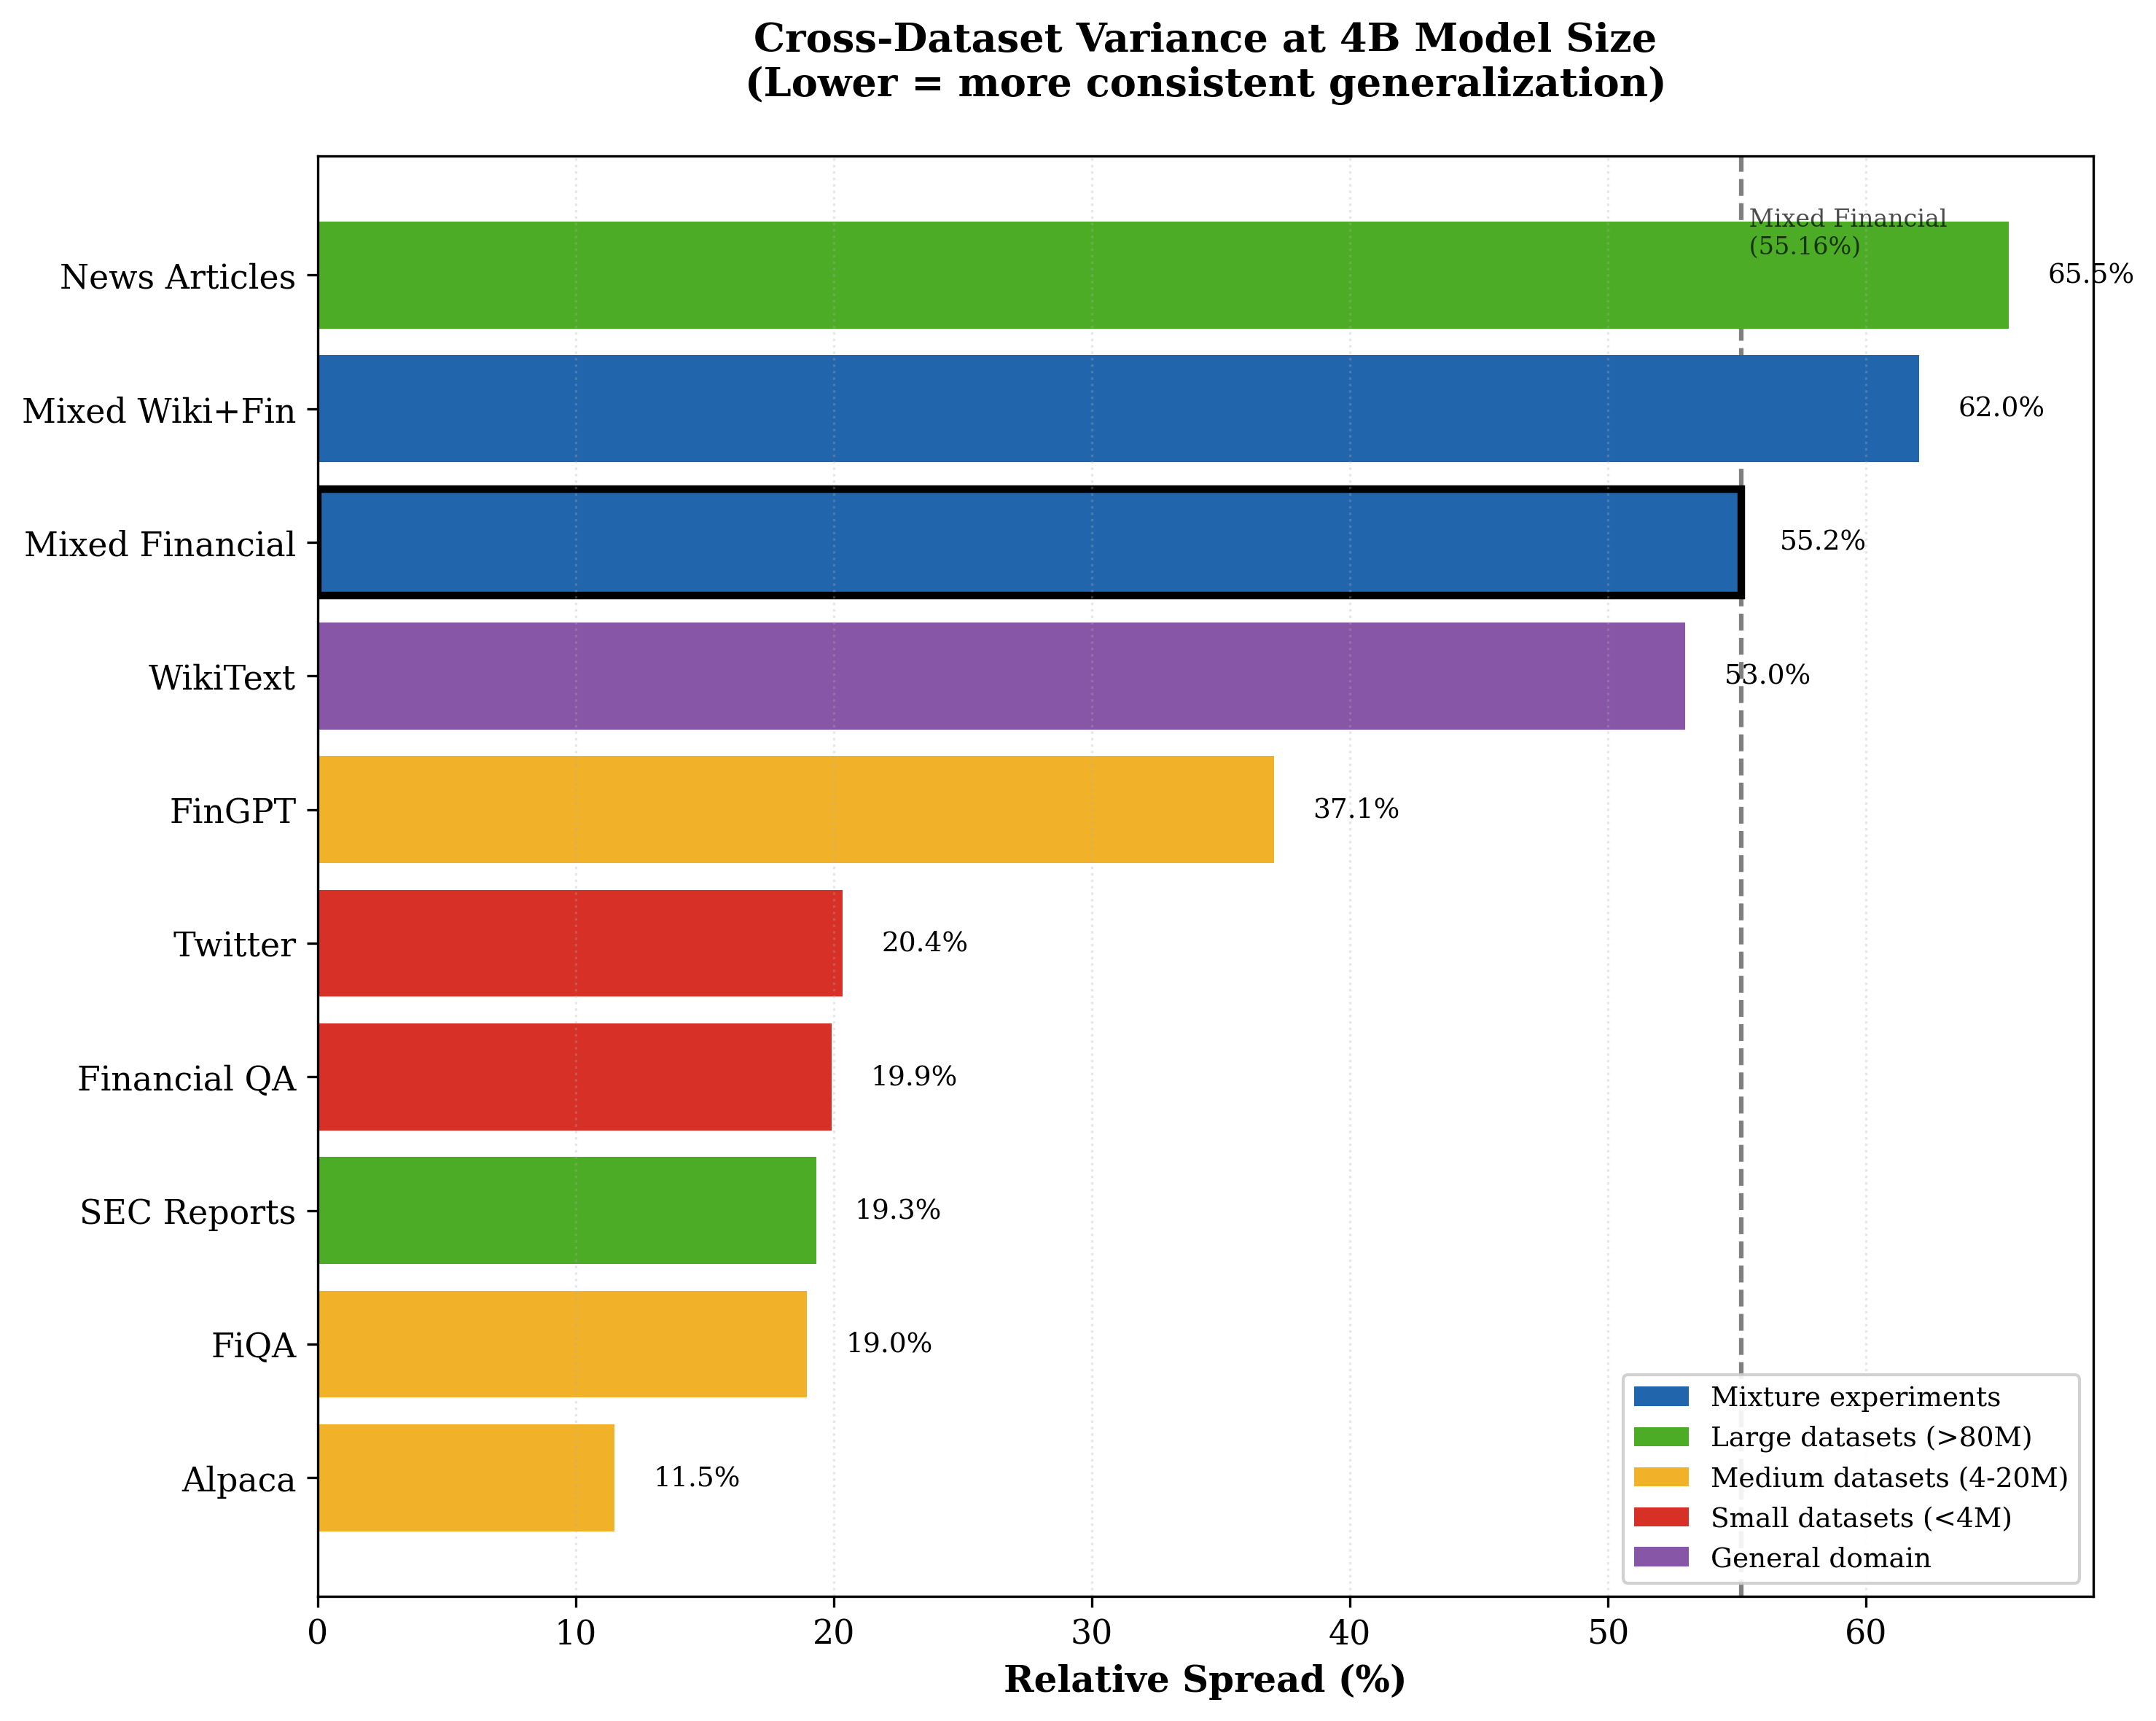 Cross-Dataset Variance at 4B Model Size
(Lower = more consistent generalization)
Mixed Financial
(55.16%)
News Articles
65.5%
Mixed Wiki+Fin
62.0%
Mixed Financial
55.2%
WikiText
53.0%
FinGPT
37.1%
Twitter
20.4%
Financial QA
19.9%
SEC Reports
19.3%
FiQA
19.0%
Alpaca
11.5%
Mixture experiments
Large datasets (>80M)
Medium datasets (4-20M)
Small datasets (<4M)
General domain
0 10 20 30 40 50 60
Relative Spread (%)